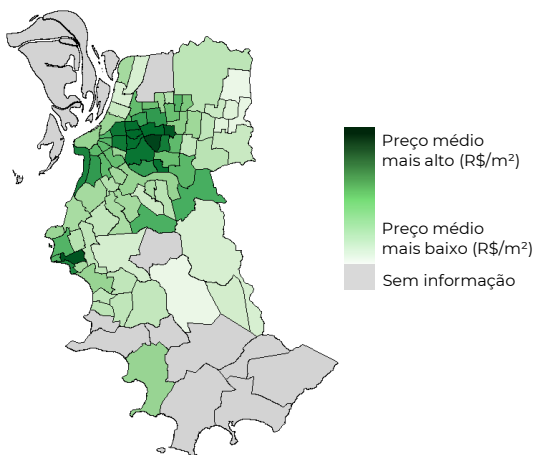 Preço médio
mais alto (R$/m²)
Preço médio
mais baixo (R$/m²)
Sem informação